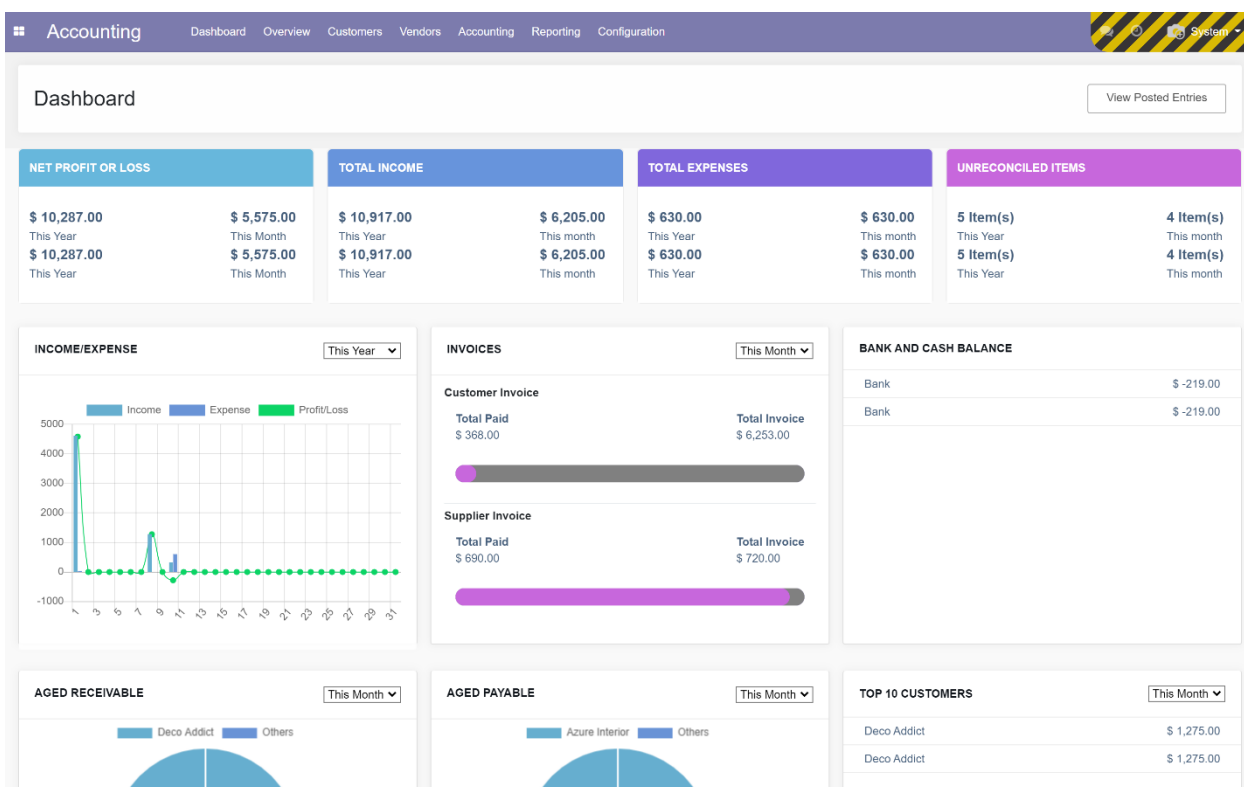 Accounting Dashboard Overview Customers Vendors Accounting Reporting Configuration System
Dashboard
View Posted Entries
NET PROFIT OR LOSS
$ 10,287.00 $ 5,575.00
This Year This Month
$ 10,287.00 $ 5,575.00
This Year This Month
TOTAL INCOME
$ 10,917.00 $ 6,205.00
This Year This month
$ 10,917.00 $ 6,205.00
This Year This month
TOTAL EXPENSES
$ 630.00 $ 630.00
This Year This month
$ 630.00 $ 630.00
This Year This month
UNRECONCILED ITEMS
5 Item(s) 4 Item(s)
This Year This month
5 Item(s) 4 Item(s)
This Year This month
INCOME/EXPENSE This Year
Income Expense Profit/Loss
5000
4000
3000
2000
1000
0
-1000
1 3 5 7 9 11 13 15 17 19 21 23 25 27 29 31
INVOICES This Month
Customer Invoice
Total Paid Total Invoice
$ 368.00 $ 6,253.00
Supplier Invoice
Total Paid Total Invoice
$ 690.00 $ 720.00
BANK AND CASH BALANCE
Bank $ -219.00
Bank $ -219.00
AGED RECEIVABLE This Month
Deco Addict Others
AGED PAYABLE This Month
Azure Interior Others
TOP 10 CUSTOMERS This Month
Deco Addict $ 1,275.00
Deco Addict $ 1,275.00